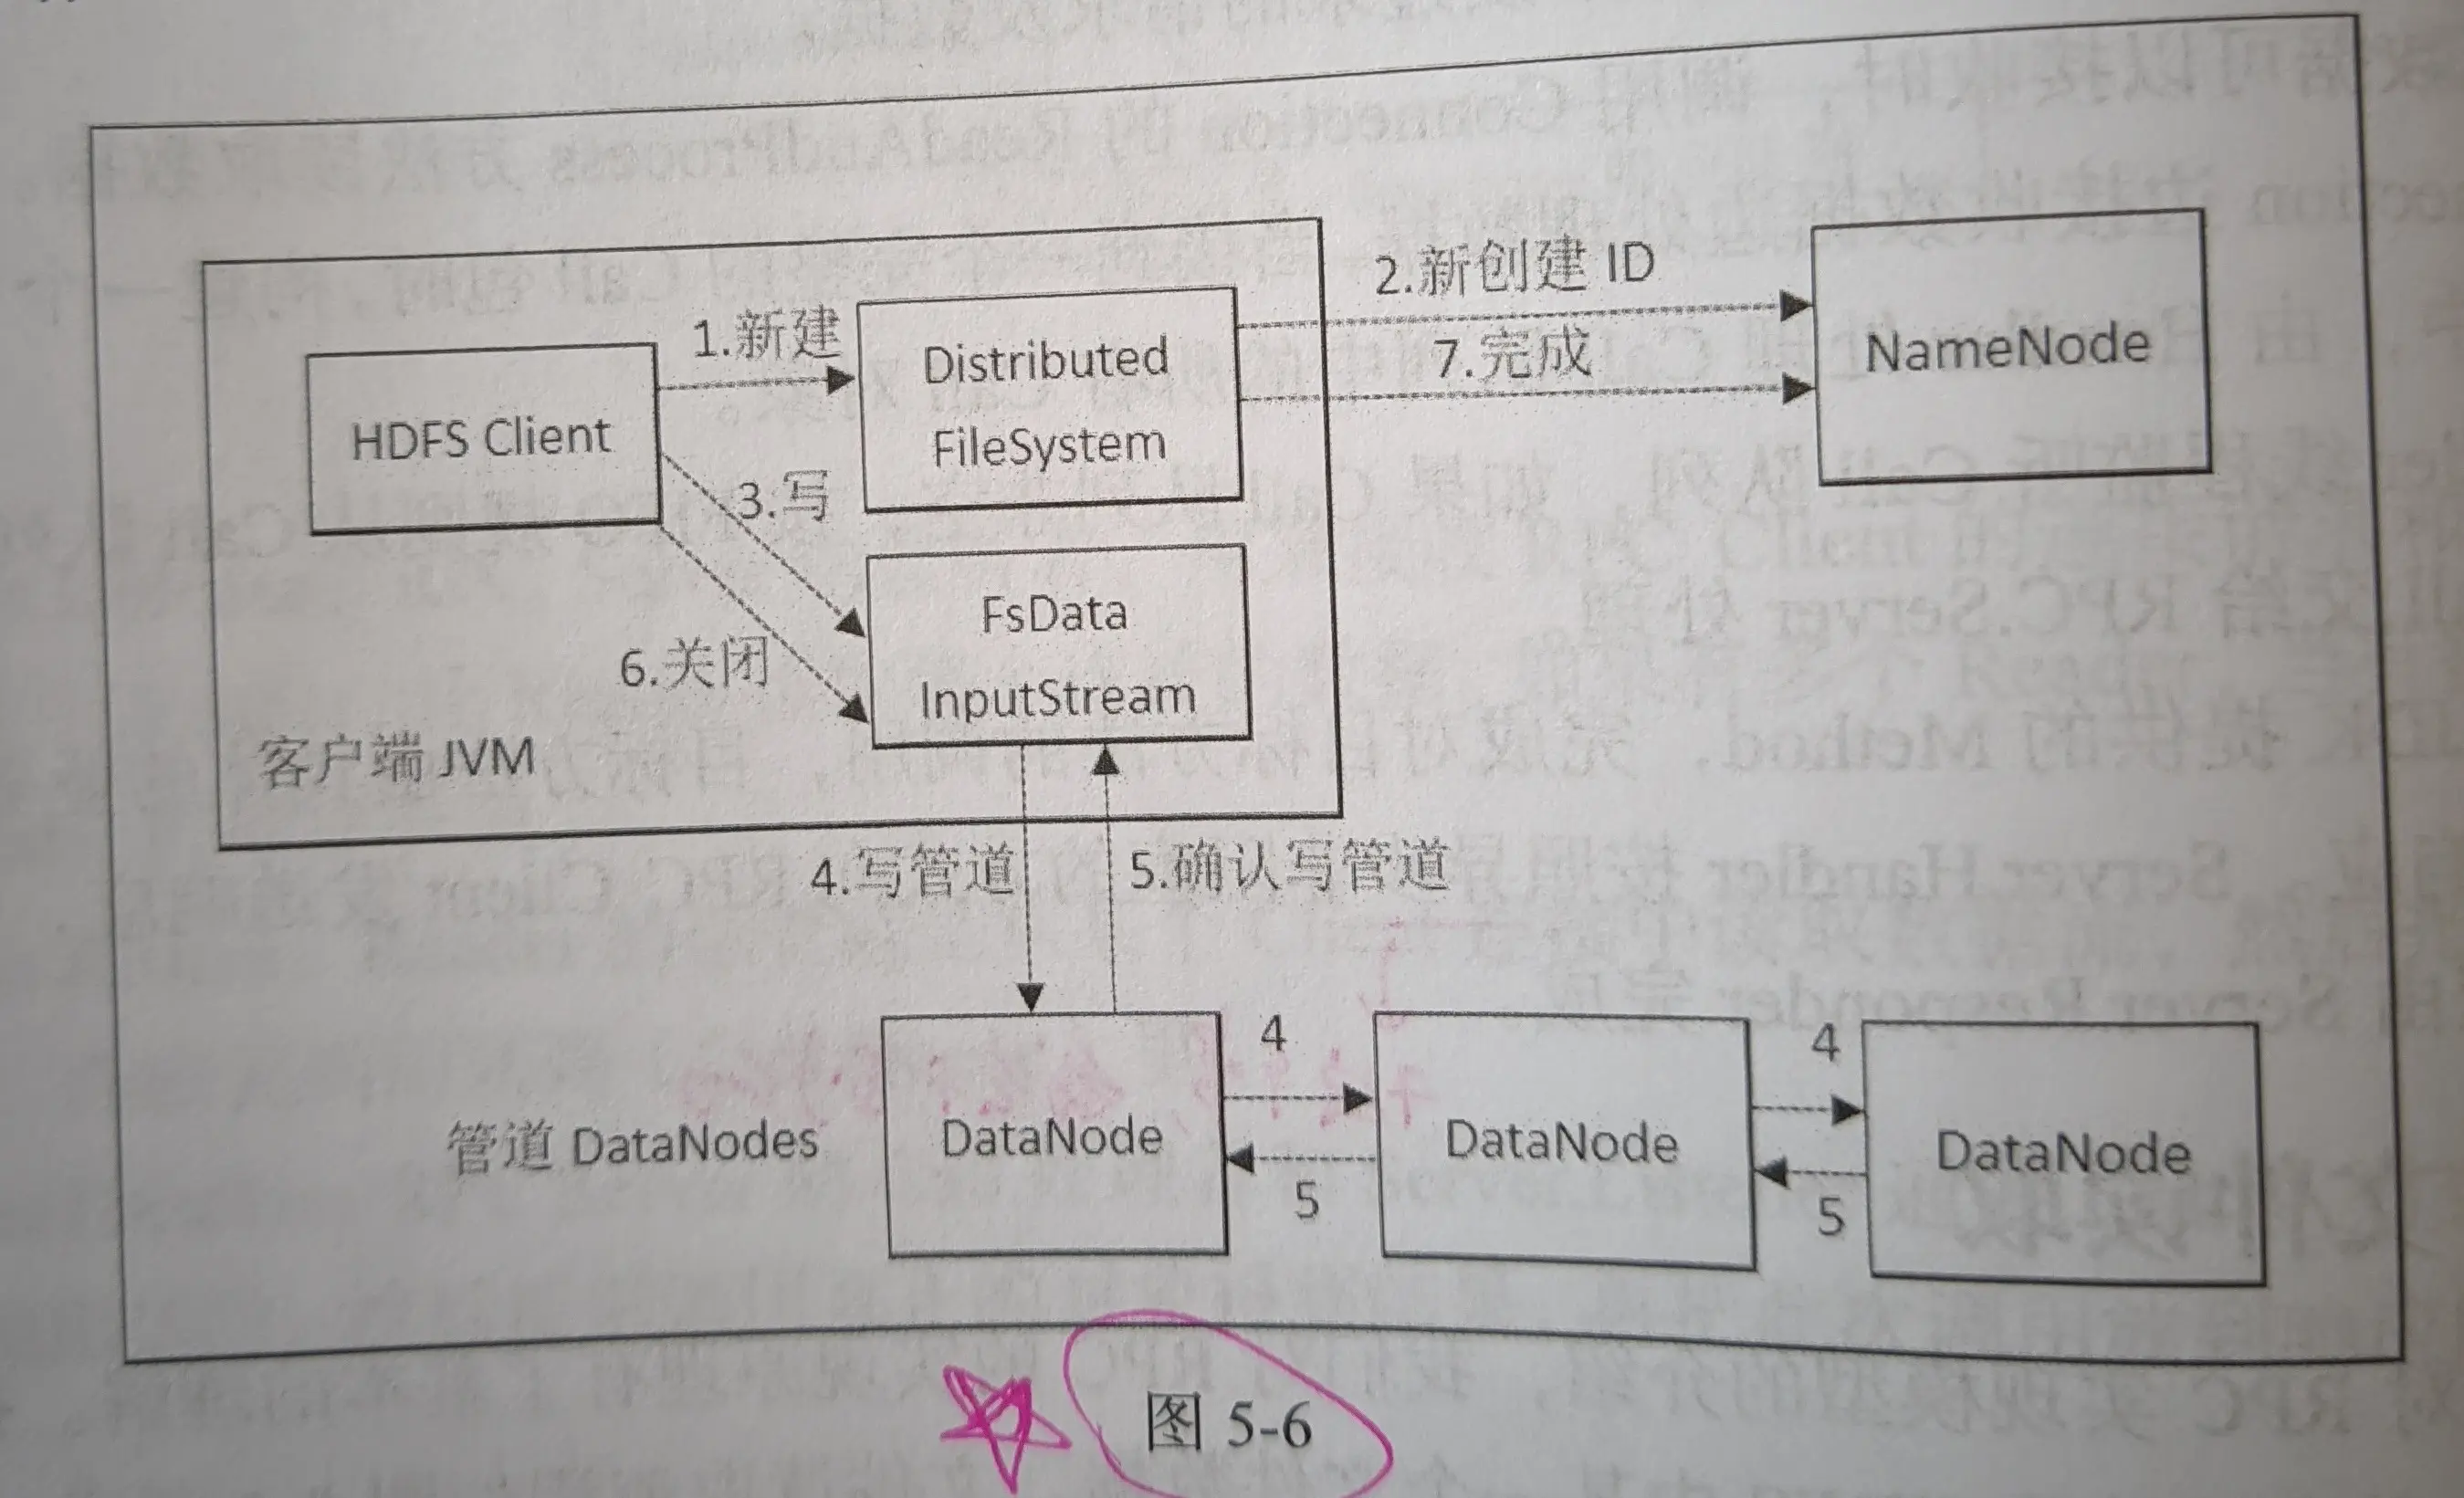 1.新建
2.新创建 ID
7.完成
HDFS Client
Distributed
FileSystem
NameNode
3.写
FsData
InputStream
6.关闭
客户端 JVM
4.写管道
5.确认写管道
4
4
管道 DataNodes
DataNode
DataNode
DataNode
5
5
图 5-6